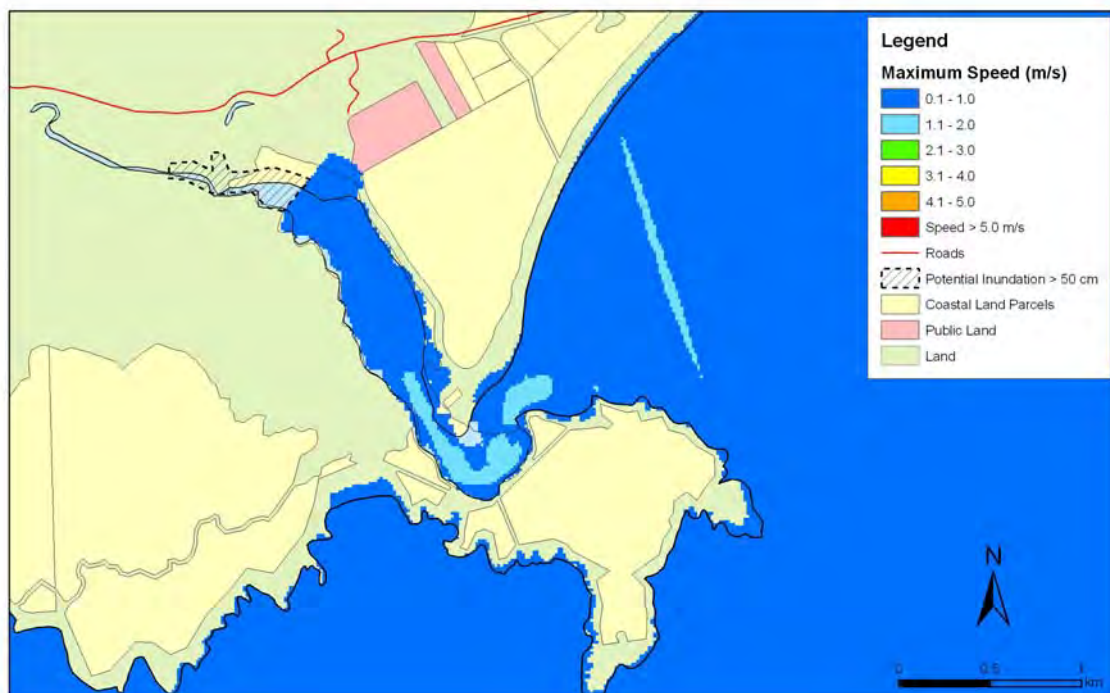 Legend
Maximum Speed (m/s)
0.1 - 1.0
1.1 - 2.0
2.1 - 3.0
3.1 - 4.0
4.1 - 5.0
Speed > 5.0 m/s
Roads
Potential Inundation > 50 cm
Coastal Land Parcels
Public Land
Land
N
0 0.5 1
km